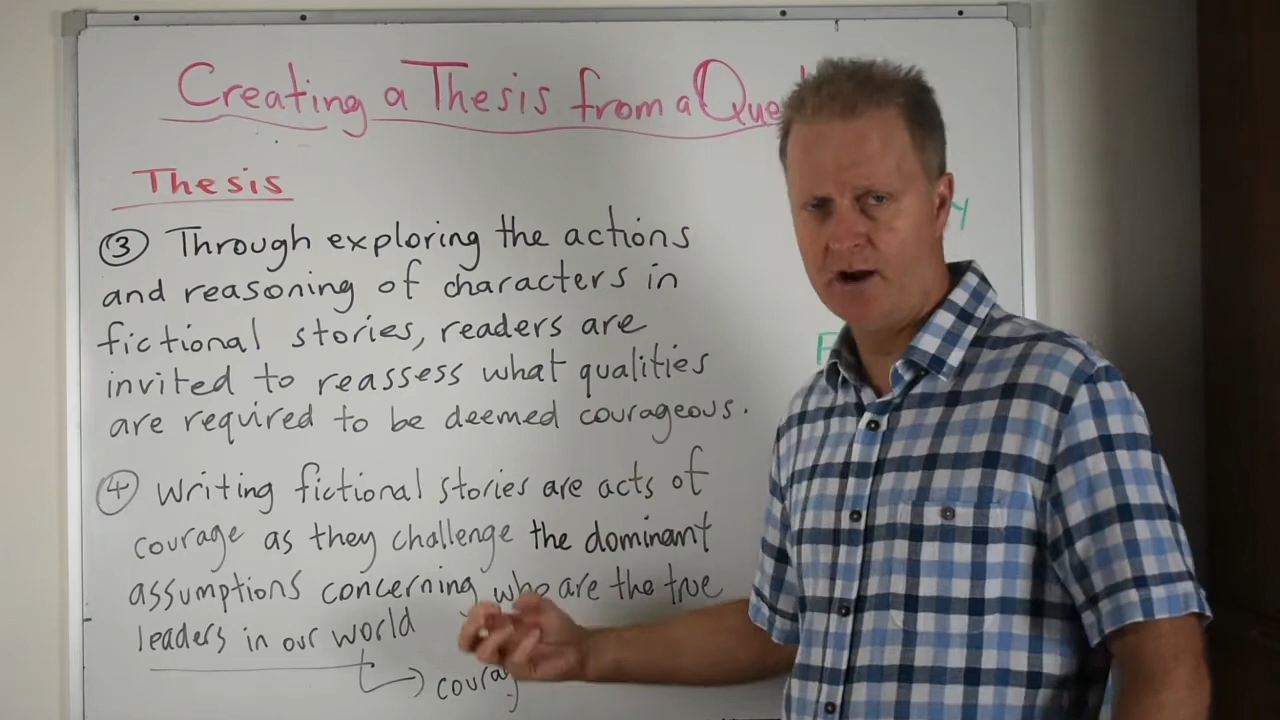 Creating a Thesis from a Que
Thesis
③ Through exploring the actions
and reasoning of characters in
fictional stories, readers are
invited to reassess what qualities
are required to be deemed courageous.
④ Writing fictional stories are acts of
courage as they challenge the dominant
assumptions concerning who are the true
leaders in our world